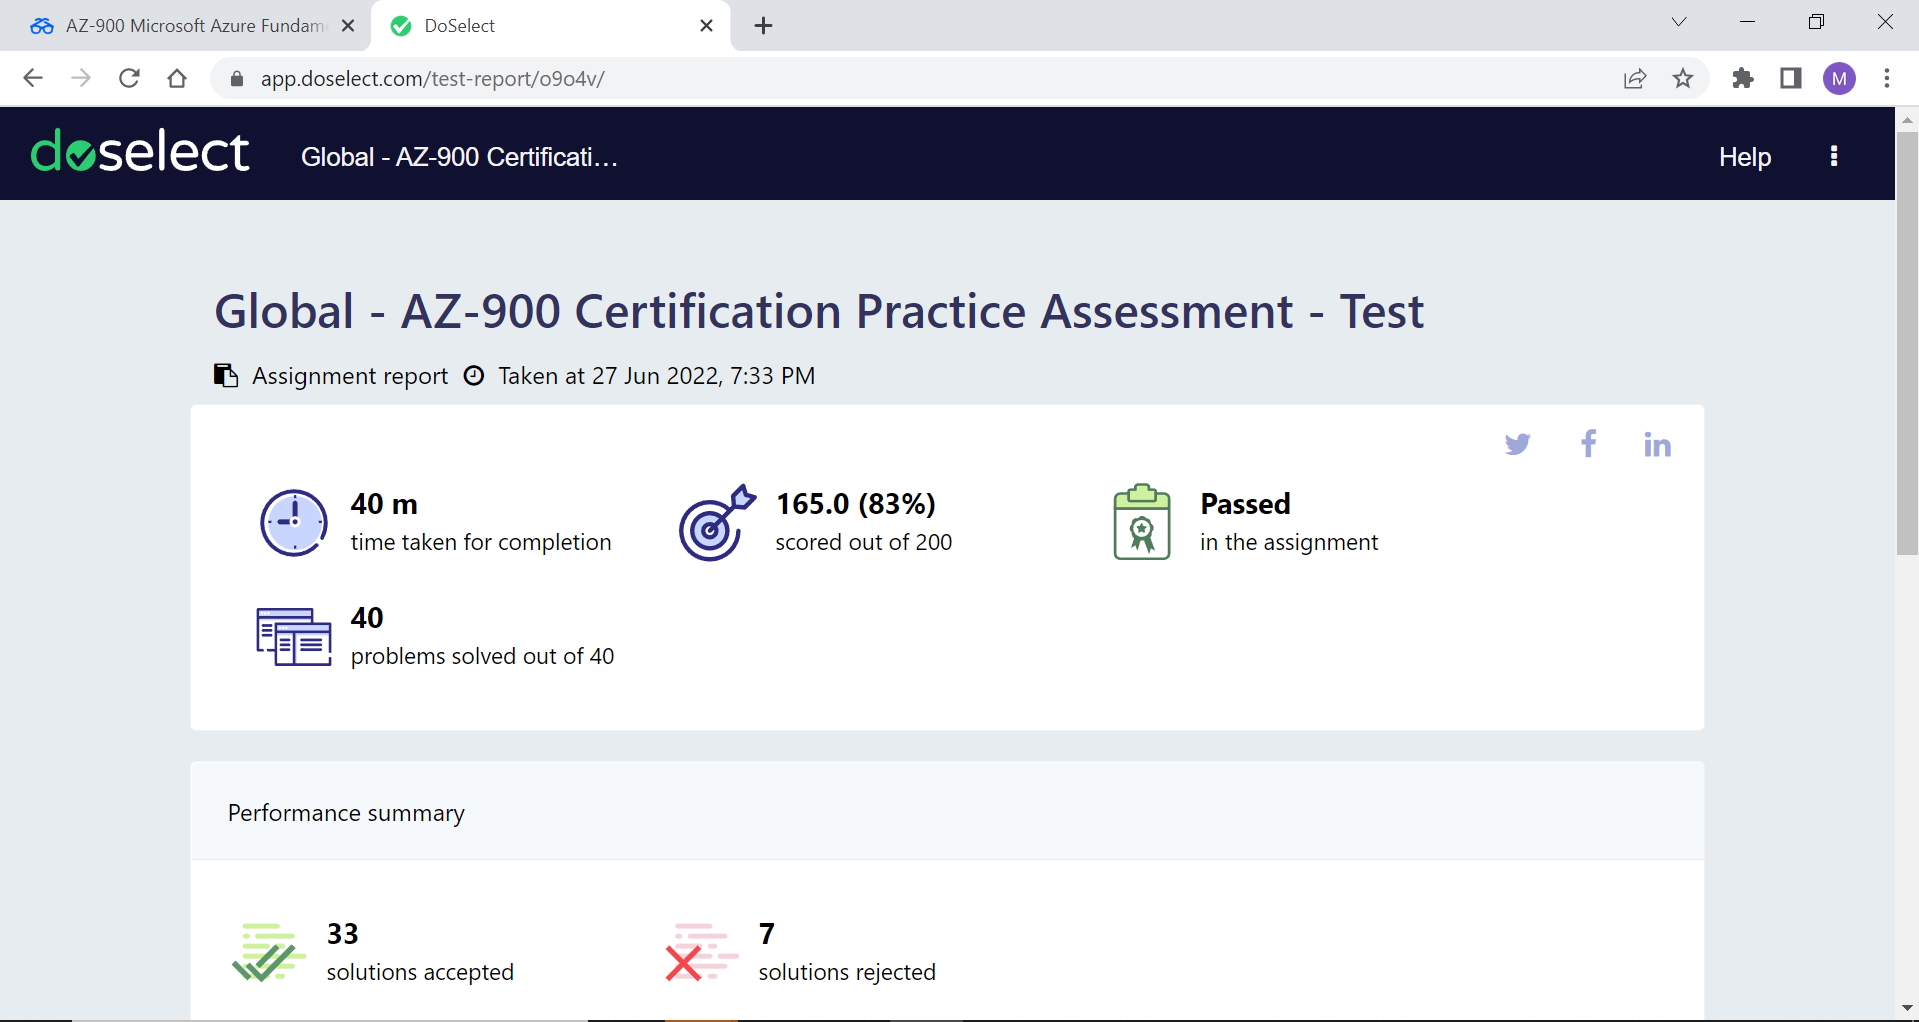 AZ-900 Microsoft Azure Fundam
DoSelect
app.doselect.com/test-report/o9o4v/
M
doselect
Global - AZ-900 Certificati...
Help
Global - AZ-900 Certification Practice Assessment - Test
Assignment report Taken at 27 Jun 2022, 7:33 PM
40 m
time taken for completion
165.0 (83%)
scored out of 200
Passed
in the assignment
40
problems solved out of 40
Performance summary
33
solutions accepted
7
solutions rejected